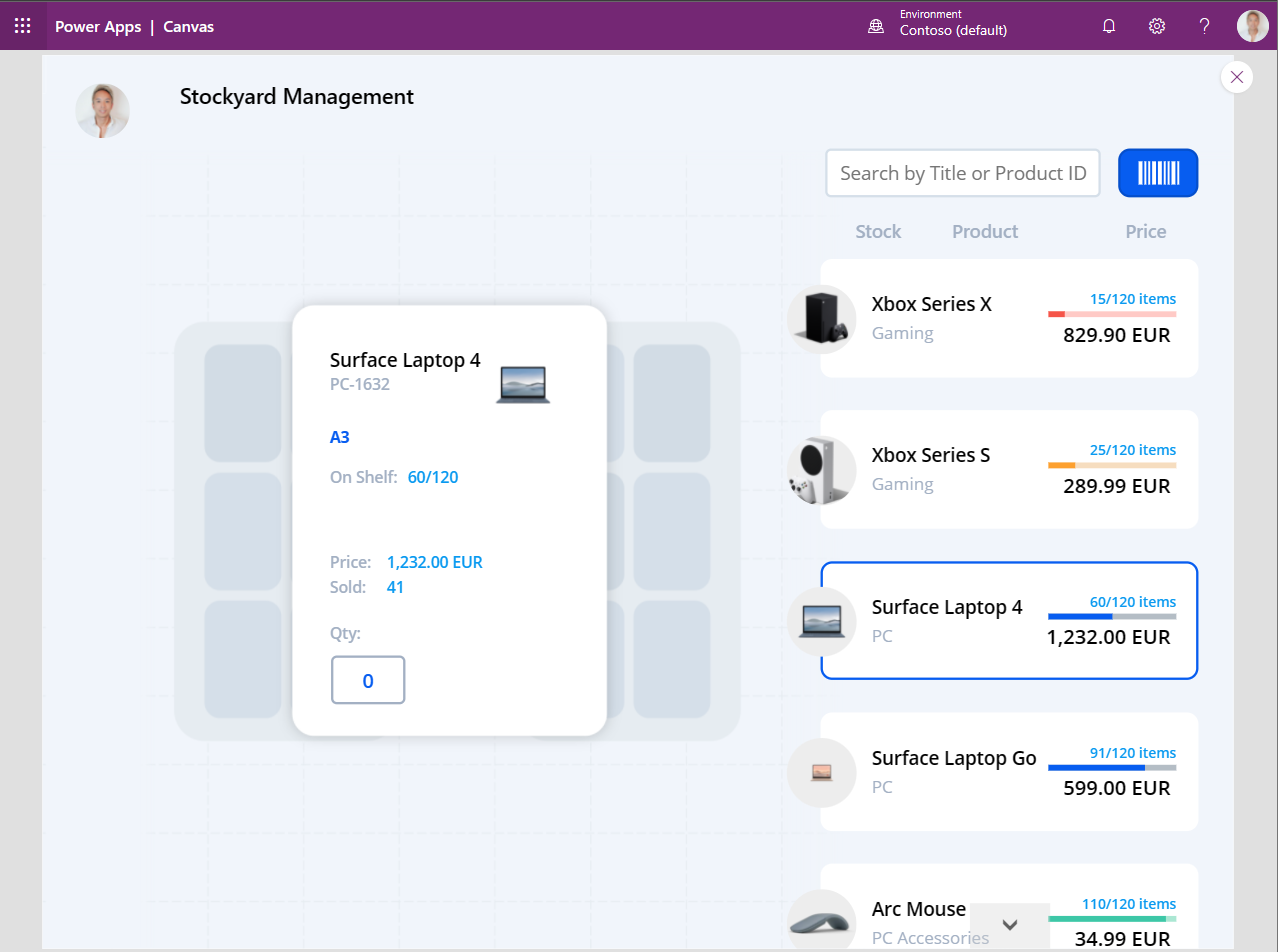 Power Apps | Canvas
Environment
Contoso (default)
Stockyard Management
Search by Title or Product ID
Stock Product Price
Surface Laptop 4
PC-1632
A3
On Shelf: 60/120
Price: 1,232.00 EUR
Sold: 41
Qty:
0
Xbox Series X
Gaming
15/120 items
829.90 EUR
Xbox Series S
Gaming
25/120 items
289.99 EUR
Surface Laptop 4
PC
60/120 items
1,232.00 EUR
Surface Laptop Go
PC
91/120 items
599.00 EUR
Arc Mouse
PC Accessories
110/120 items
34.99 EUR